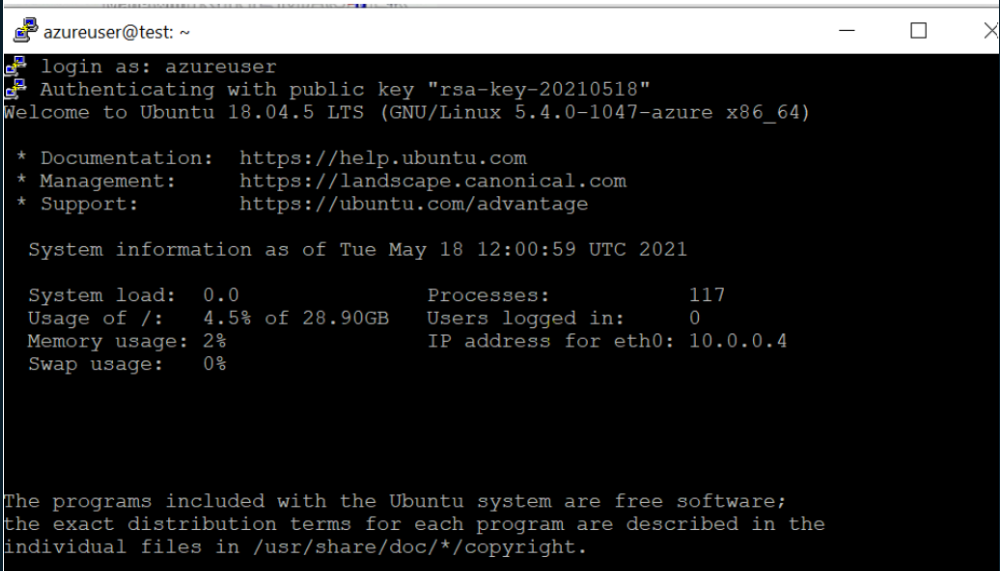 azureuser@test: ~
login as: azureuser
Authenticating with public key "rsa-key-20210518"
Welcome to Ubuntu 18.04.5 LTS (GNU/Linux 5.4.0-1047-azure x86_64)
* Documentation:  https://help.ubuntu.com
* Management:     https://landscape.canonical.com
* Support:        https://ubuntu.com/advantage
System information as of Tue May 18 12:00:59 UTC 2021
System load:  0.0                Processes:           117
Usage of /:   4.5% of 28.90GB   Users logged in:     0
Memory usage: 2%                 IP address for eth0: 10.0.0.4
Swap usage:   0%
The programs included with the Ubuntu system are free software;
the exact distribution terms for each program are described in the
individual files in /usr/share/doc/*/copyright.